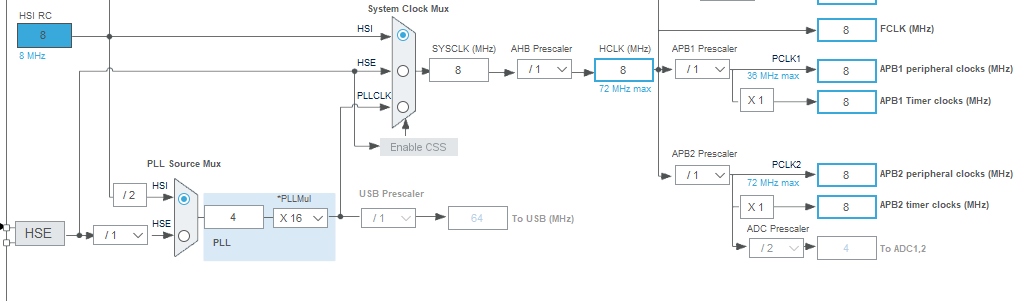 System Clock Mux
HSI RC
8
8 MHz
HSI
HSE
PLLCLK
SYSCLK (MHz)
8
AHB Prescaler
/ 1
HCLK (MHz)
8
72 MHz max
8
FCLK (MHz)
APB1 Prescaler
/ 1
PCLK1
36 MHz max
8
APB1 peripheral clocks (MHz)
X 1
8
APB1 Timer clocks (MHz)
Enable CSS
APB2 Prescaler
/ 1
PCLK2
72 MHz max
8
APB2 peripheral clocks (MHz)
X 1
8
APB2 timer clocks (MHz)
ADC Prescaler
/ 2
4
To ADC1,2
PLL Source Mux
HSI
/ 2
HSE
HSE
/ 1
4
*PLLMul
X 16
PLL
USB Prescaler
/ 1
64
To USB (MHz)